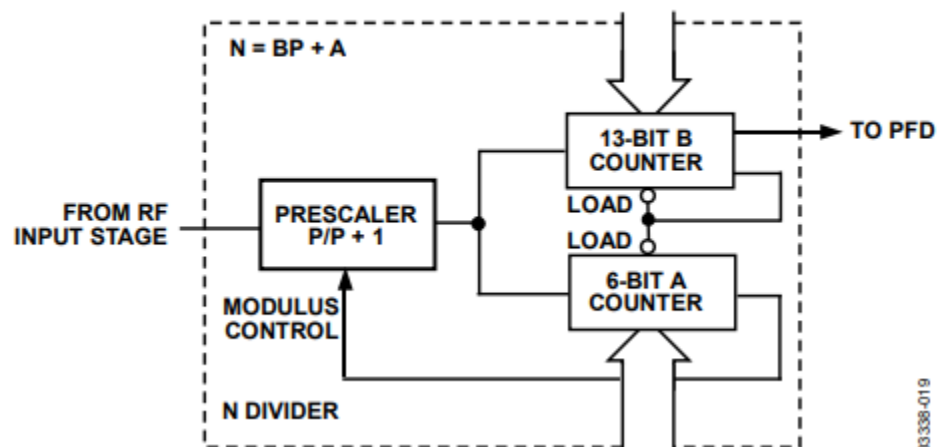 N = BP + A
13-BIT B
COUNTER
TO PFD
FROM RF
INPUT STAGE
PRESCALER
P/P + 1
LOAD
LOAD
6-BIT A
COUNTER
MODULUS
CONTROL
N DIVIDER